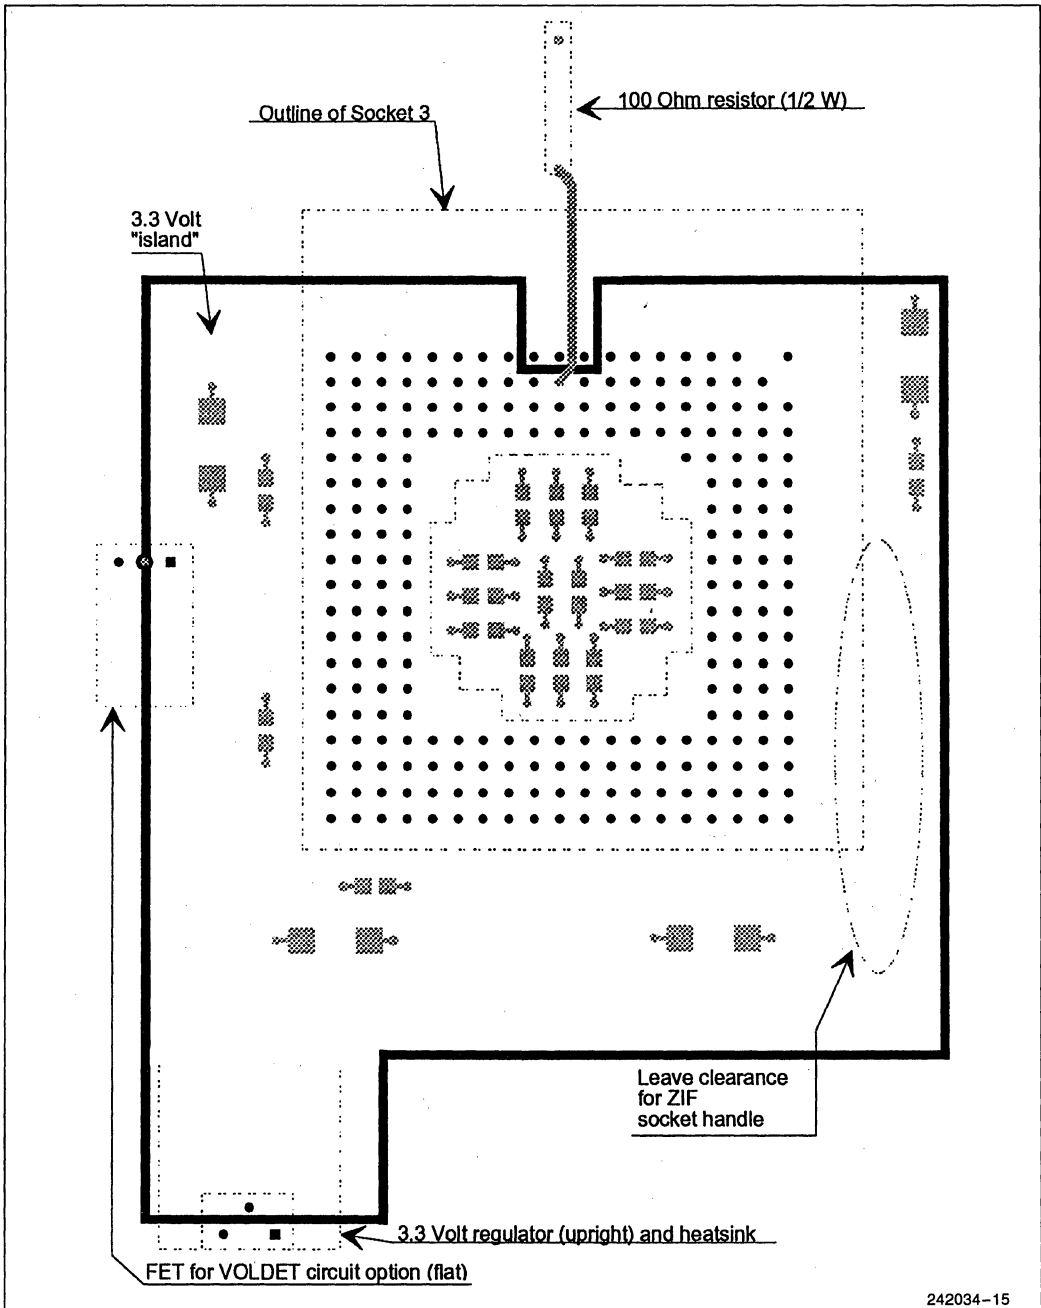 100 Ohm resistor (1/2 W)
Outline of Socket 3
3.3 Volt
"island"
Leave clearance
for ZIF
socket handle
3.3 Volt regulator (upright) and heatsink
FET for VOLDET circuit option (flat)
242034-15